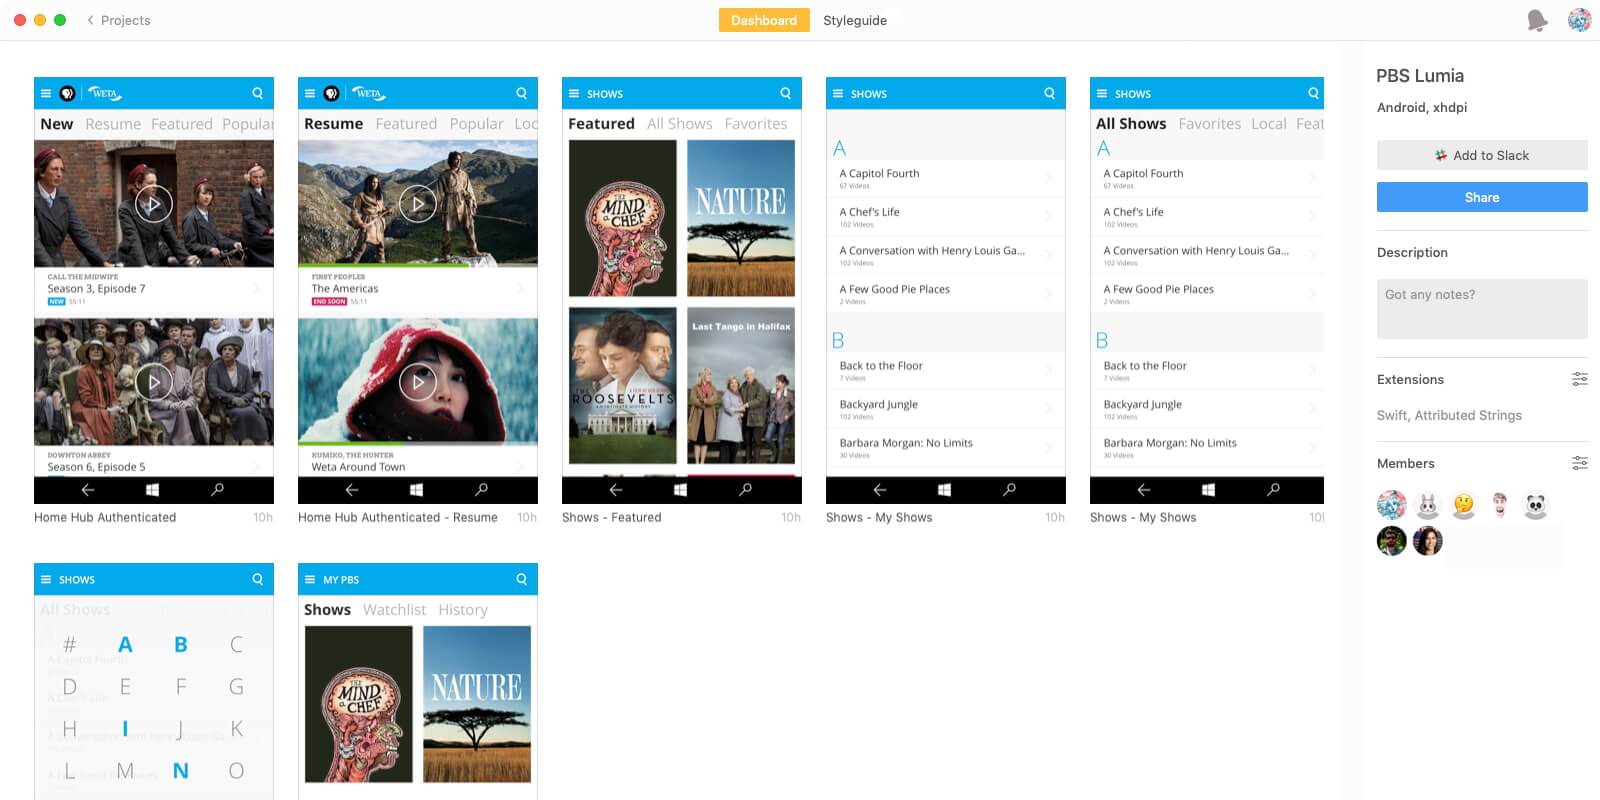 Projects
Dashboard
Styleguide
WETA
New Resume Featured Popular
CALL THE MIDWIFE
Season 3, Episode 7
NEW 55:11
DOWNTON ABBEY
Season 6, Episode 5
Home Hub Authenticated 10h
WETA
Resume Featured Popular Loc
FIRST PEOPLER
The Americas
END SOON 55:11
KUMIKO, THE HUNTER
Weta Around Town
Home Hub Authenticated - Resume 10h
SHOWS
Featured All Shows Favorites
THE MIND of a CHEF
NATURE
THE ROOSEVELTS
AN INTIMATE HISTORY
Last Tango in Halifax
Shows - Featured 10h
SHOWS
A
A Capitol Fourth
67 Videos
A Chef's Life
102 Videos
A Conversation with Henry Louis Ga...
102 Videos
A Few Good Pie Places
2 Videos
B
Back to the Floor
7 Videos
Backyard Jungle
102 Videos
Barbara Morgan: No Limits
30 Videos
Shows - My Shows 10h
SHOWS
All Shows Favorites Local Feat
A
A Capitol Fourth
67 Videos
A Chef's Life
102 Videos
A Conversation with Henry Louis Ga...
102 Videos
A Few Good Pie Places
2 Videos
B
Back to the Floor
7 Videos
Backyard Jungle
102 Videos
Barbara Morgan: No Limits
30 Videos
Shows - My Shows 10h
SHOWS
All Shows
# A B C
D E F G
H I J K
L M N O
MY PBS
Shows Watchlist History
THE MIND of a CHEF
NATURE
PBS Lumia
Android, xhdpi
Add to Slack
Share
Description
Got any notes?
Extensions
Swift, Attributed Strings
Members